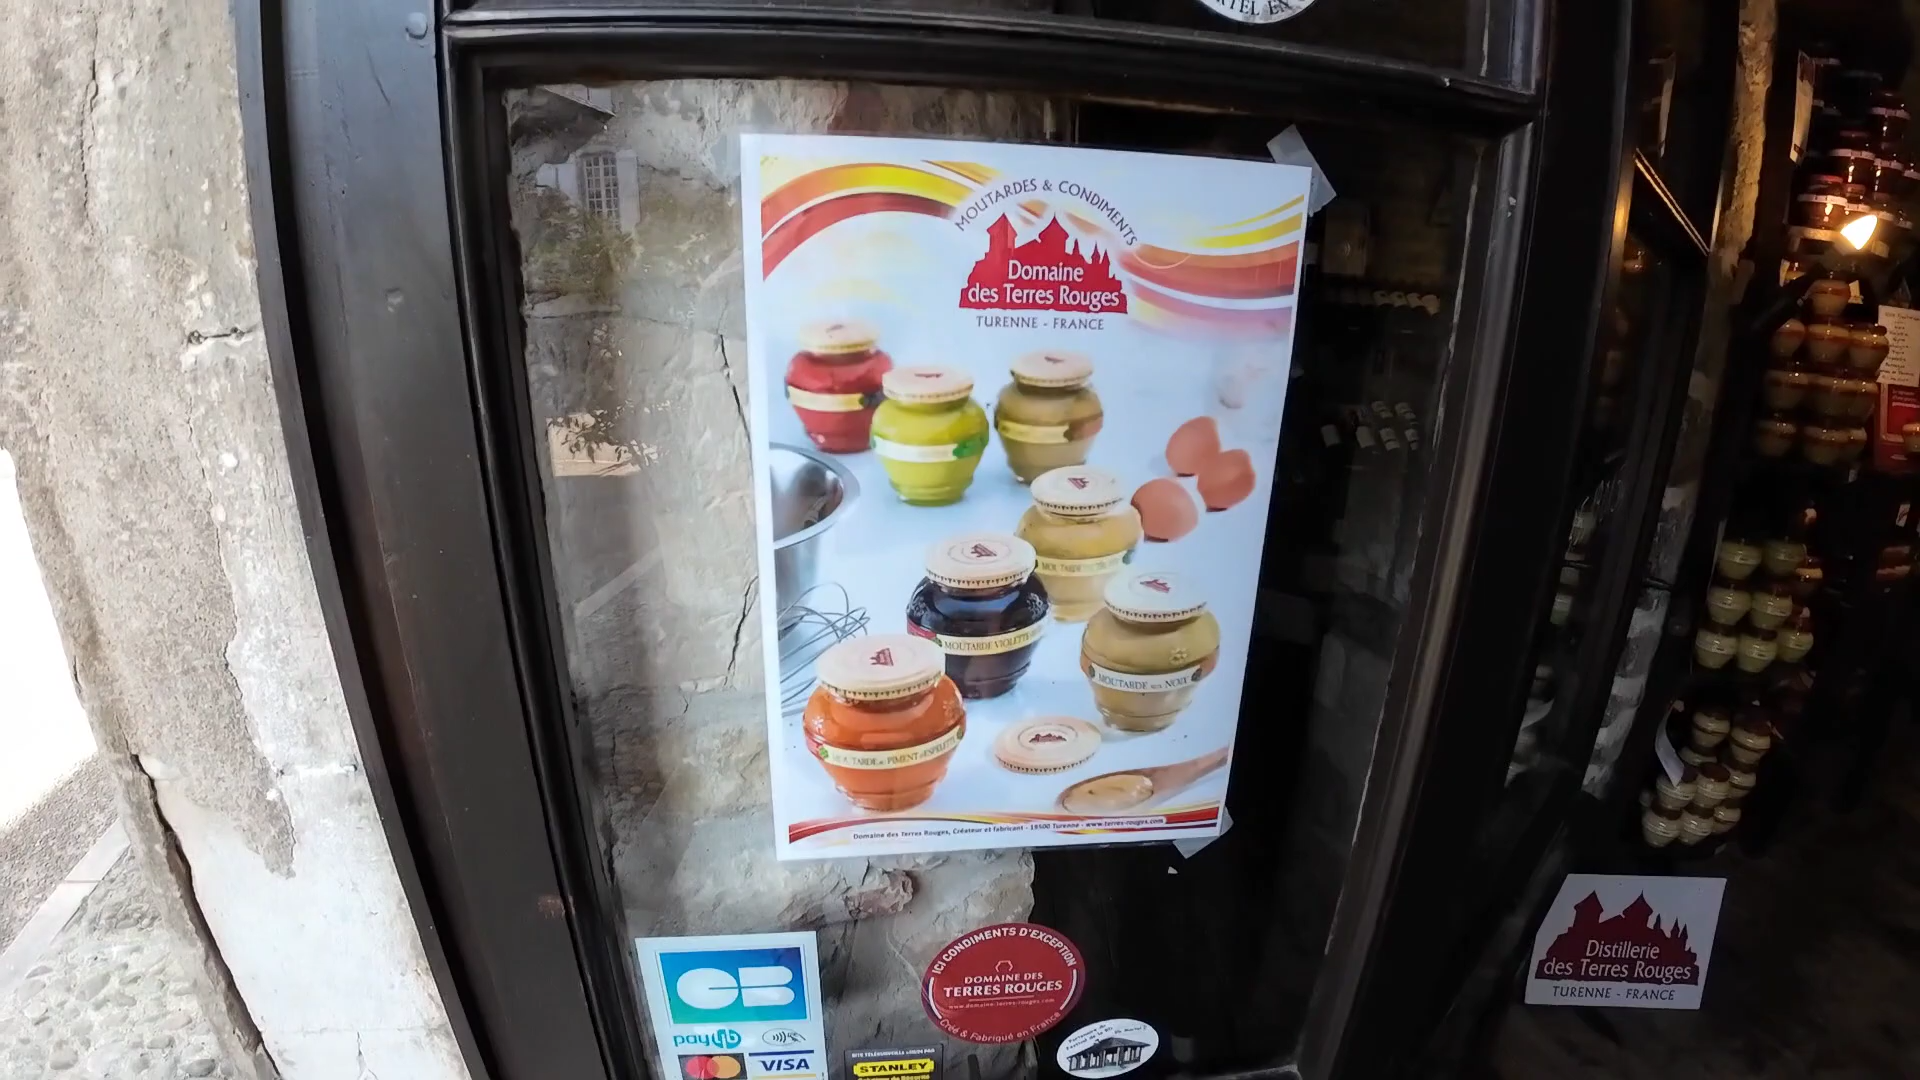 MOUTARDES & CONDIMENTS
Domaine
des Terres Rouges
TURENNE - FRANCE
MOUTARDE VIOLETTE
MOUTARDE AUX NOIX
MOUTARDE au PIMENT d'ESPELETTE
Domaine des Terres Rouges, Créateur et fabricant - 19500 Turenne - www.terres-rouges.com
CB
paylib
VISA
ICI CONDIMENTS D'EXCEPTION
DOMAINE DES
TERRES ROUGES
www.domaine-terres-rouges.com
Créé & Fabriqué en France
STANLEY
Distillerie
des Terres Rouges
TURENNE - FRANCE